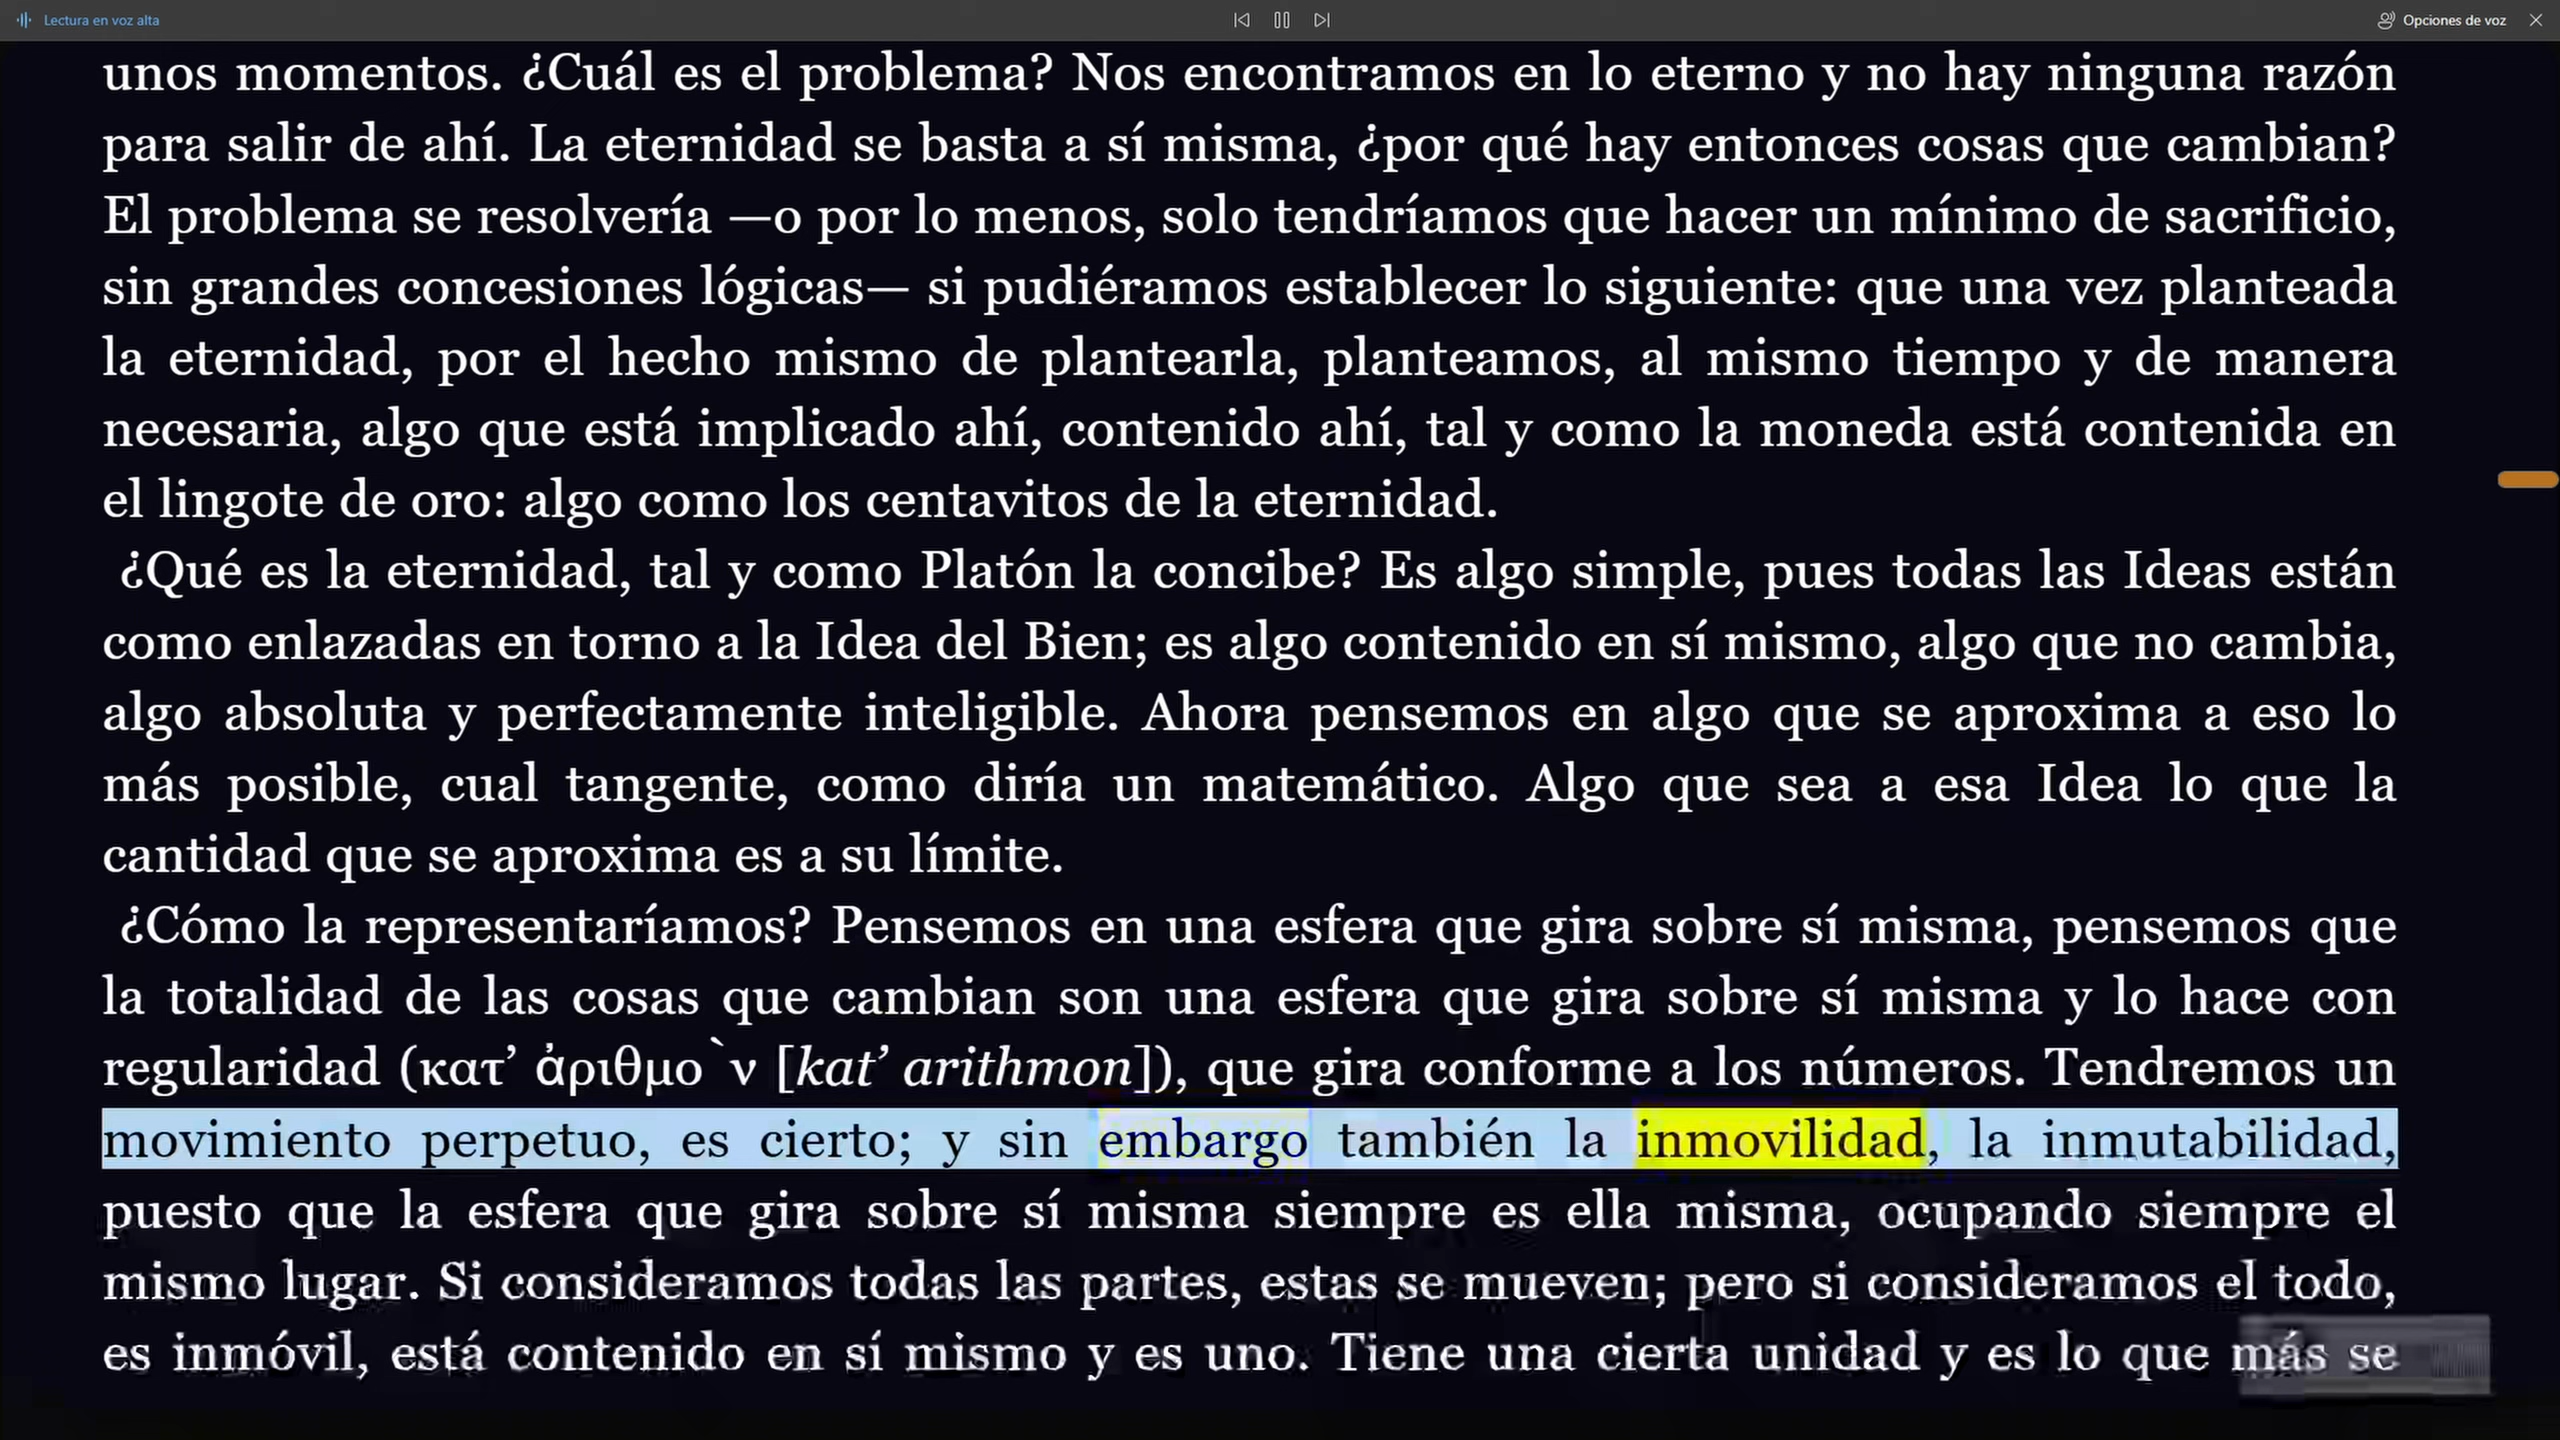 Lectura en voz alta
Opciones de voz
unos momentos. ¿Cuál es el problema? Nos encontramos en lo eterno y no hay ninguna razón
para salir de ahí. La eternidad se basta a sí misma, ¿por qué hay entonces cosas que cambian?
El problema se resolvería —o por lo menos, solo tendríamos que hacer un mínimo de sacrificio,
sin grandes concesiones lógicas— si pudiéramos establecer lo siguiente: que una vez planteada
la eternidad, por el hecho mismo de plantearla, planteamos, al mismo tiempo y de manera
necesaria, algo que está implicado ahí, contenido ahí, tal y como la moneda está contenida en
el lingote de oro: algo como los centavitos de la eternidad.
¿Qué es la eternidad, tal y como Platón la concibe? Es algo simple, pues todas las Ideas están
como enlazadas en torno a la Idea del Bien; es algo contenido en sí mismo, algo que no cambia,
algo absoluta y perfectamente inteligible. Ahora pensemos en algo que se aproxima a eso lo
más posible, cual tangente, como diría un matemático. Algo que sea a esa Idea lo que la
cantidad que se aproxima es a su límite.
¿Cómo la representaríamos? Pensemos en una esfera que gira sobre sí misma, pensemos que
la totalidad de las cosas que cambian son una esfera que gira sobre sí misma y lo hace con
regularidad (κατ’ ἀριθμο`ν [kat’ arithmon]), que gira conforme a los números. Tendremos un
movimiento perpetuo, es cierto; y sin embargo también la inmovilidad, la inmutabilidad,
puesto que la esfera que gira sobre sí misma siempre es ella misma, ocupando siempre el
mismo lugar. Si consideramos todas las partes, estas se mueven; pero si consideramos el todo,
es inmóvil, está contenido en sí mismo y es uno. Tiene una cierta unidad y es lo que más se